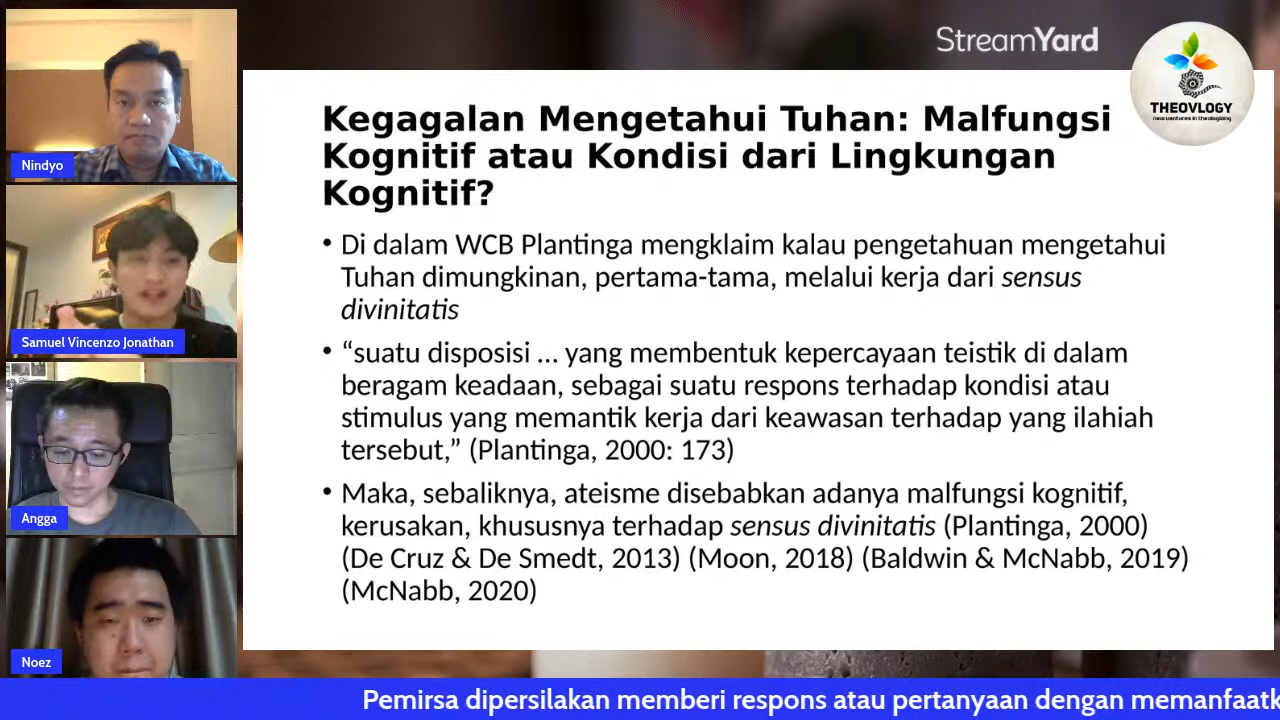 StreamYard
THEOVLOGY
new ventures in theologizing
Nindyo
Samuel Vincenzo Jonathan
Angga
Noez
Kegagalan Mengetahui Tuhan: Malfungsi
Kognitif atau Kondisi dari Lingkungan
Kognitif?
• Di dalam WCB Plantinga mengklaim kalau pengetahuan mengetahui
Tuhan dimungkinan, pertama-tama, melalui kerja dari sensus
divinitatis
• “suatu disposisi ... yang membentuk kepercayaan teistik di dalam
beragam keadaan, sebagai suatu respons terhadap kondisi atau
stimulus yang memantik kerja dari keawasan terhadap yang ilahiah
tersebut,” (Plantinga, 2000: 173)
• Maka, sebaliknya, ateisme disebabkan adanya malfungsi kognitif,
kerusakan, khususnya terhadap sensus divinitatis (Plantinga, 2000)
(De Cruz & De Smedt, 2013) (Moon, 2018) (Baldwin & McNabb, 2019)
(McNabb, 2020)
Pemirsa dipersilakan memberi respons atau pertanyaan dengan